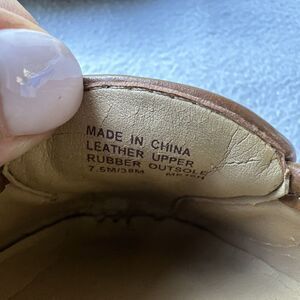 MADE IN CHINA
LEATHER UPPER
RUBBER OUTSOLE
7.5M/38M